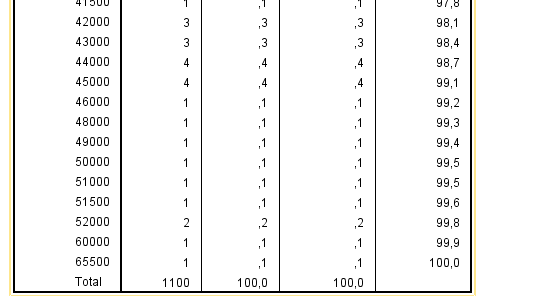 41500 1 ,1 ,1 97,8
42000 3 ,3 ,3 98,1
43000 3 ,3 ,3 98,4
44000 4 ,4 ,4 98,7
45000 4 ,4 ,4 99,1
46000 1 ,1 ,1 99,2
48000 1 ,1 ,1 99,3
49000 1 ,1 ,1 99,4
50000 1 ,1 ,1 99,5
51000 1 ,1 ,1 99,5
51500 1 ,1 ,1 99,6
52000 2 ,2 ,2 99,8
60000 1 ,1 ,1 99,9
65500 1 ,1 ,1 100,0
Total 1100 100,0 100,0